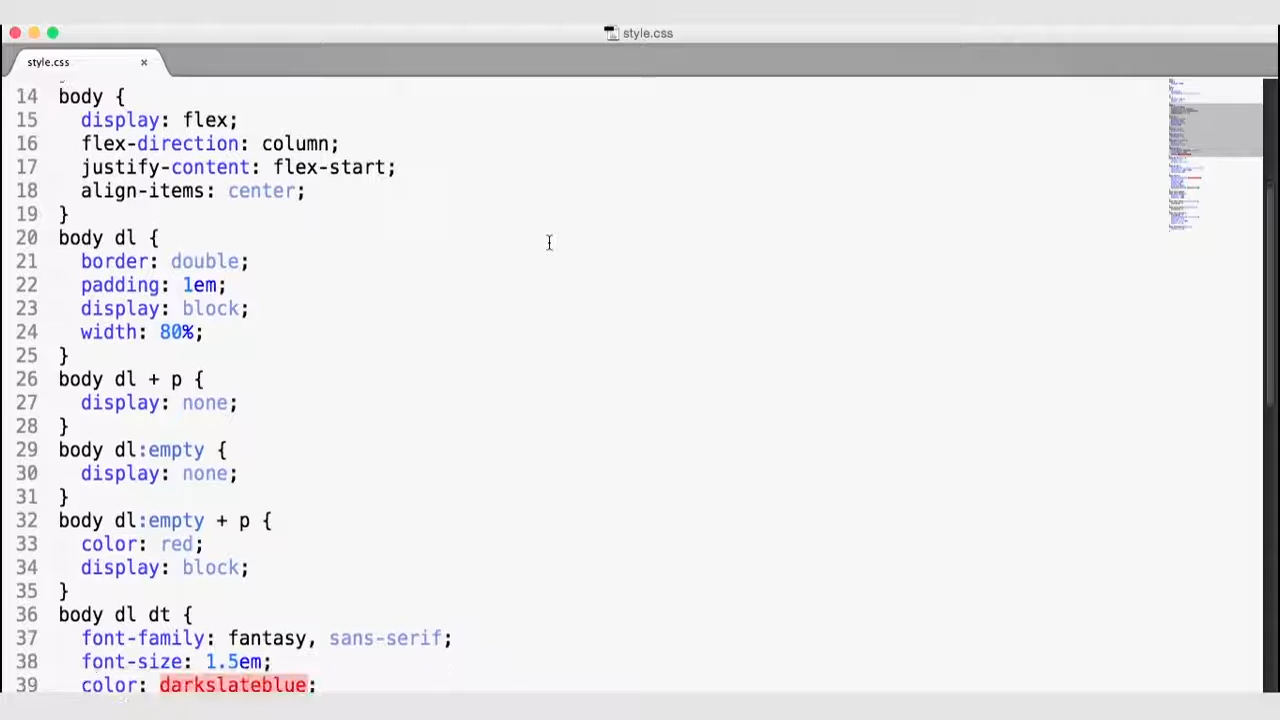 style.css
style.css ×
14 body {
15 display: flex;
16 flex-direction: column;
17 justify-content: flex-start;
18 align-items: center;
19 }
20 body dl {
21 border: double;
22 padding: 1em;
23 display: block;
24 width: 80%;
25 }
26 body dl + p {
27 display: none;
28 }
29 body dl:empty {
30 display: none;
31 }
32 body dl:empty + p {
33 color: red;
34 display: block;
35 }
36 body dl dt {
37 font-family: fantasy, sans-serif;
38 font-size: 1.5em;
39 color: darkslateblue;